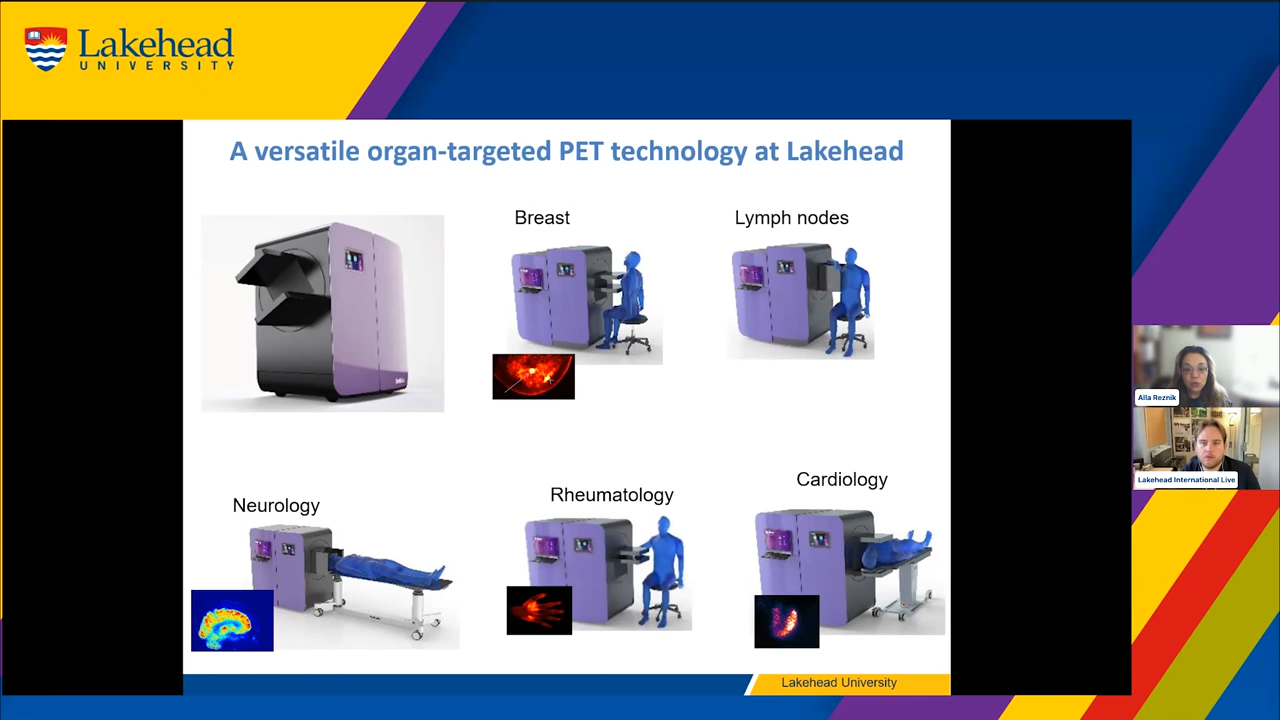 Lakehead
UNIVERSITY
A versatile organ-targeted PET technology at Lakehead
Breast
Lymph nodes
Neurology
Rheumatology
Cardiology
Lakehead University
Alla Reznik
Lakehead International Live